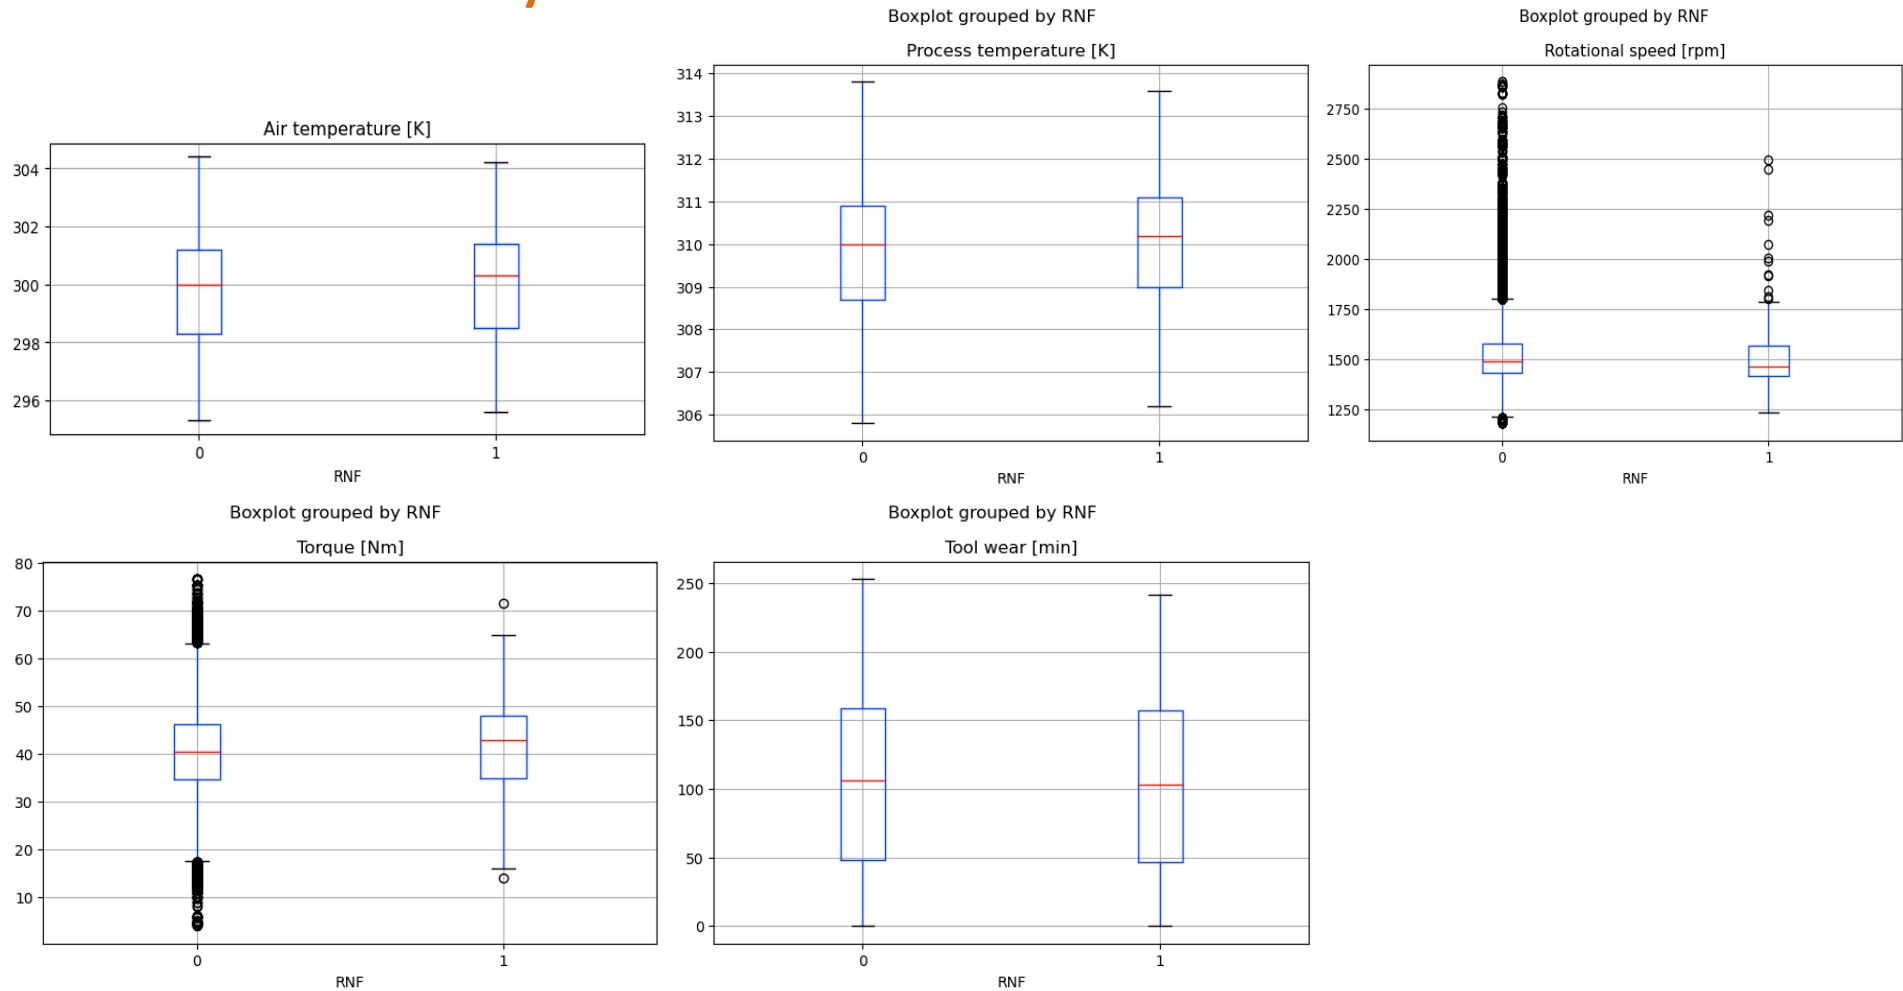 Air temperature [K]
304
302
300
298
296
0 1
RNF
Boxplot grouped by RNF
Process temperature [K]
314
313
312
311
310
309
308
307
306
0 1
RNF
Boxplot grouped by RNF
Rotational speed [rpm]
2750
2500
2250
2000
1750
1500
1250
0 1
RNF
Boxplot grouped by RNF
Torque [Nm]
80
70
60
50
40
30
20
10
0 1
RNF
Boxplot grouped by RNF
Tool wear [min]
250
200
150
100
50
0
0 1
RNF